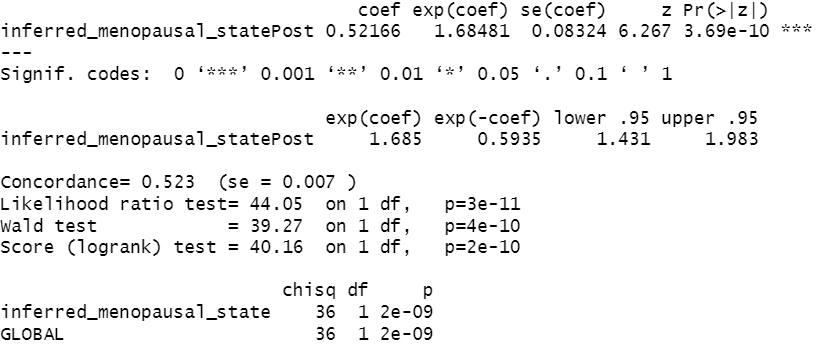 coef exp(coef) se(coef)     z Pr(>|z|)
inferred_menopausal_statePost 0.52166   1.68481  0.08324 6.267 3.69e-10 ***
---
Signif. codes:  0 ‘***’ 0.001 ‘**’ 0.01 ‘*’ 0.05 ‘.’ 0.1 ‘ ’ 1
                              exp(coef) exp(-coef) lower .95 upper .95
inferred_menopausal_statePost     1.685     0.5935     1.431     1.983
Concordance= 0.523  (se = 0.007 )
Likelihood ratio test= 44.05  on 1 df,   p=3e-11
Wald test            = 39.27  on 1 df,   p=4e-10
Score (logrank) test = 40.16  on 1 df,   p=2e-10
                          chisq df     p
inferred_menopausal_state    36  1 2e-09
GLOBAL                       36  1 2e-09